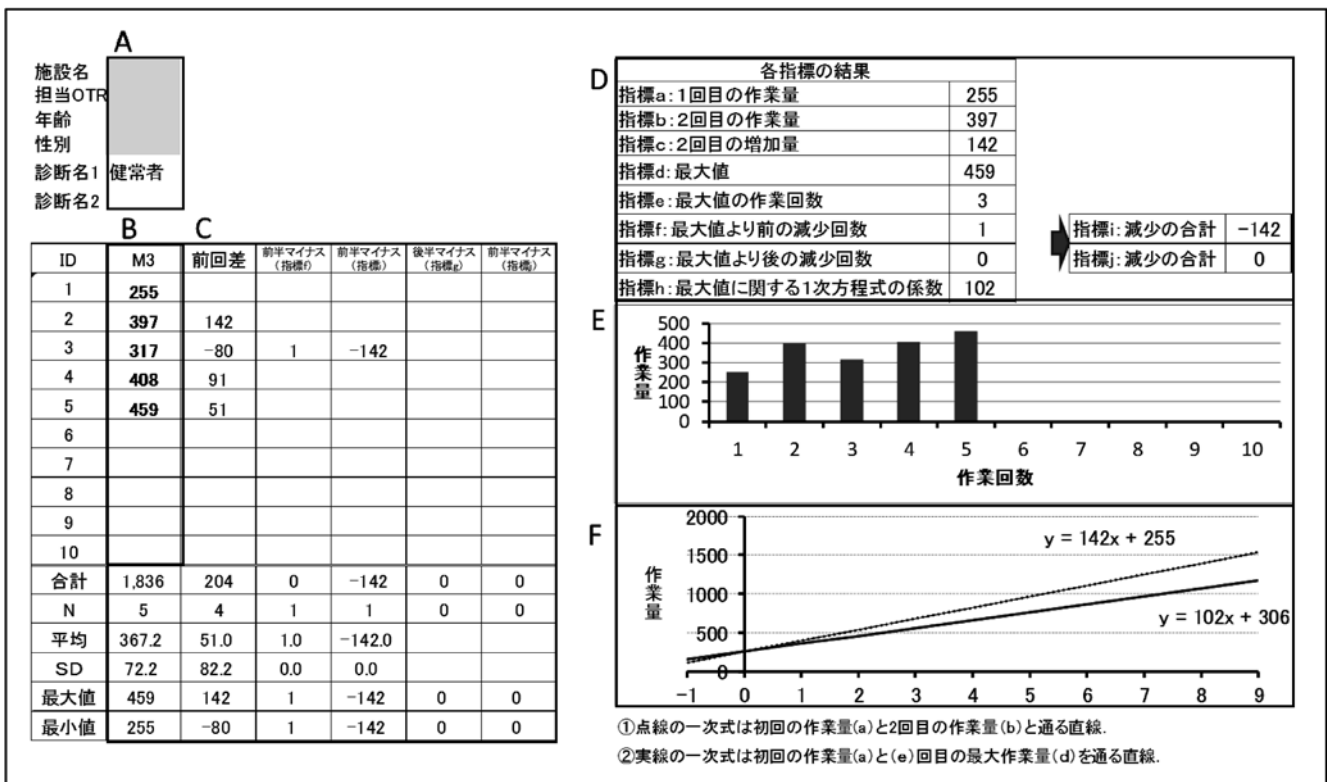 A
施設名
担当OTR
年齢
性別
診断名1 健常者
診断名2
B C
ID M3 前回差 前半マイナス(指標f) 前半マイナス(指標i) 後半マイナス(指標g) 前半マイナス(指標j)
1 255
2 397 142
3 317 -80 1 -142
4 408 91
5 459 51
6
7
8
9
10
合計 1,836 204 0 -142 0 0
N 5 4 1 1 0 0
平均 367.2 51.0 1.0 -142.0
SD 72.2 82.2 0.0 0.0
最大値 459 142 1 -142 0 0
最小値 255 -80 1 -142 0 0
D
各指標の結果
指標a:1回目の作業量 255
指標b:2回目の作業量 397
指標c:2回目の増加量 142
指標d:最大値 459
指標e:最大値の作業回数 3
指標f:最大値より前の減少回数 1 指標i:減少の合計 -142
指標g:最大値より後の減少回数 0 指標j:減少の合計 0
指標h:最大値に関する1次方程式の係数 102
E
作業量
500
400
300
200
100
0
1 2 3 4 5 6 7 8 9 10
作業回数
F
作業量
2000
1500
1000
500
0
y = 142x + 255
y = 102x + 306
-1 0 1 2 3 4 5 6 7 8 9
①点線の一次式は初回の作業量(a)と2回目の作業量(b)と通る直線.
②実線の一次式は初回の作業量(a)と(e)回目の最大作業量(d)を通る直線.